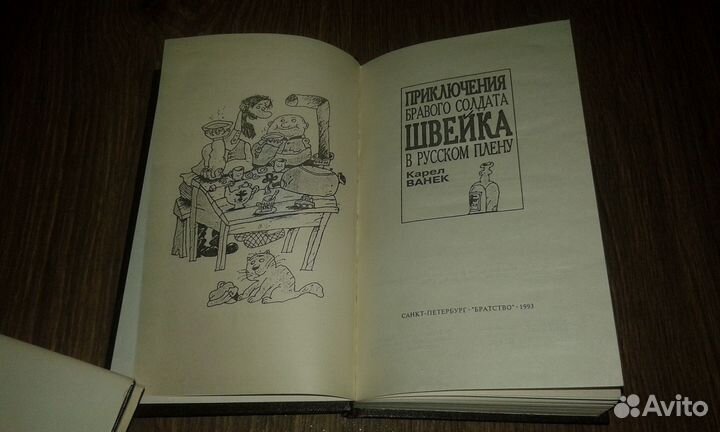 ПРИКЛЮЧЕНИЯ
БРАВОГО СОЛДАТА
ШВЕЙКА
В РУССКОМ ПЛЕНУ
Карел
ВАНЕК
САНКТ-ПЕТЕРБУРГ · "БРАТСТВО" · 1993
Avito